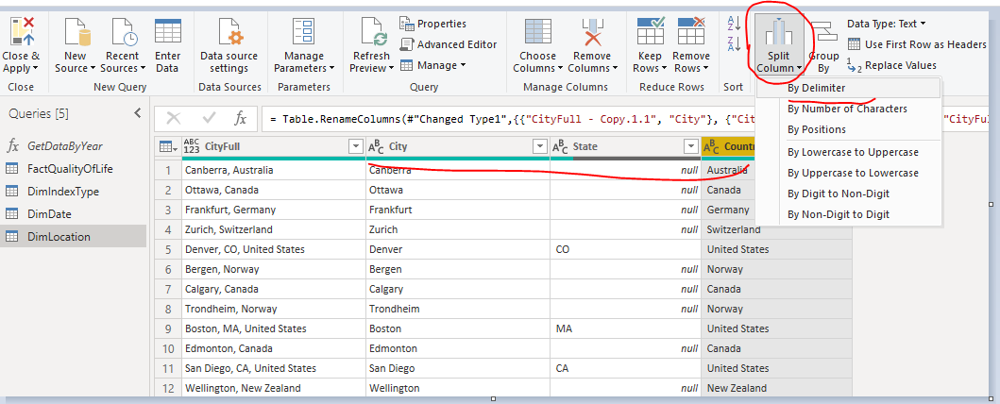 Close & Apply
New Source
Recent Sources
Enter Data
Data source settings
Manage Parameters
Refresh Preview
Properties
Advanced Editor
Manage
Choose Columns
Remove Columns
Keep Rows
Remove Rows
Split Column
Group By
Data Type: Text
Use First Row as Headers
Replace Values
Close
New Query
Data Sources
Parameters
Query
Manage Columns
Reduce Rows
Sort
By Delimiter
By Number of Characters
By Positions
By Lowercase to Uppercase
By Uppercase to Lowercase
By Digit to Non-Digit
By Non-Digit to Digit
Queries [5]
GetDataByYear
FactQualityOfLife
DimIndexType
DimDate
DimLocation
= Table.RenameColumns(#"Changed Type1",{{"CityFull - Copy.1.1", "City"}, {"Cit
"CityFu
ABC 123 CityFull ABC City ABC State ABC Countr
1 Canberra, Australia Canberra null Australia
2 Ottawa, Canada Ottawa null Canada
3 Frankfurt, Germany Frankfurt null Germany
4 Zurich, Switzerland Zurich null Switzerland
5 Denver, CO, United States Denver CO United States
6 Bergen, Norway Bergen null Norway
7 Calgary, Canada Calgary null Canada
8 Trondheim, Norway Trondheim null Norway
9 Boston, MA, United States Boston MA United States
10 Edmonton, Canada Edmonton null Canada
11 San Diego, CA, United States San Diego CA United States
12 Wellington, New Zealand Wellington null New Zealand